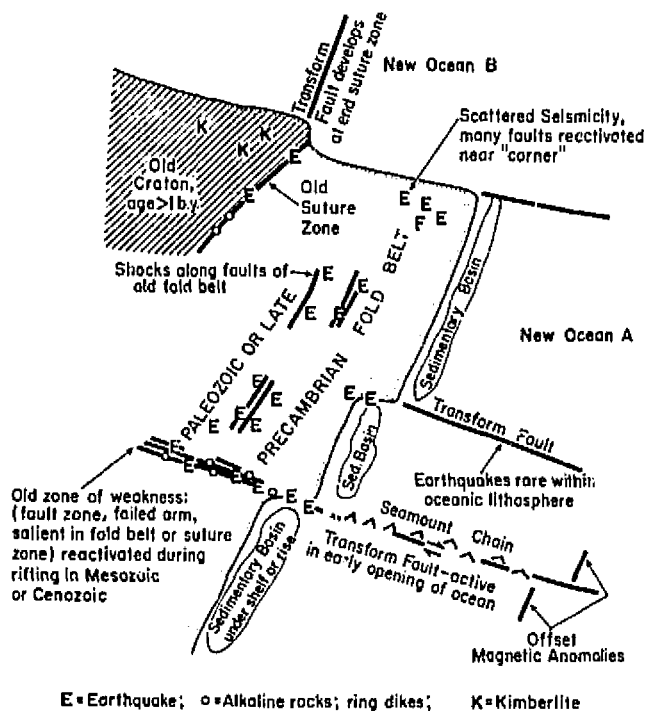 Transform
Fault develops
at end suture zone
New Ocean B
K
K
K
Old
Craton,
age>1b.y.
E
E
Old
Suture
Zone
Scattered Seismicity,
many faults reactivated
near "corner"
E
E
E
E
F
Shocks along faults of
old fold belt
E
E
E
E
PALEOZOIC OR LATE
PRECAMBRIAN FOLD BELT
Sedimentary Basin
New Ocean A
E
E
E
E
E
E
Transform Fault
Sed. Basin
Earthquakes rare within
oceanic lithosphere
E
E
E
E
E
E
E
Old zone of weakness:
(fault zone, failed arm,
salient in fold belt or suture
zone) reactivated during
rifting in Mesozoic
or Cenozoic
Sedimentary Basin
under shelf or rise
Seamount Chain
Transform Fault-active
in early opening of ocean
Offset
Magnetic Anomalies
E=Earthquake; o=Alkaline rocks; ring dikes; K=Kimberlite